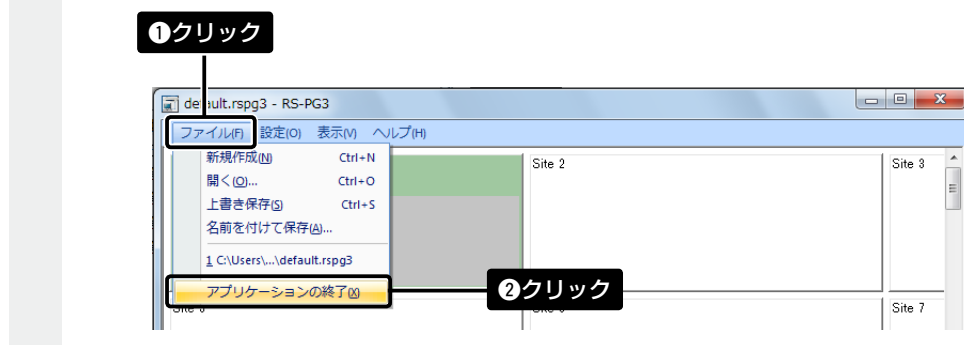 ❶クリック
default.rspg3 - RS-PG3
ファイル(F) 設定(O) 表示(V) ヘルプ(H)
新規作成(N) Ctrl+N
開く(O)... Ctrl+O
上書き保存(S) Ctrl+S
名前を付けて保存(A)...
1 C:\Users\...\default.rspg3
アプリケーションの終了(X)
Site 2
Site 3
❷クリック
Site 7